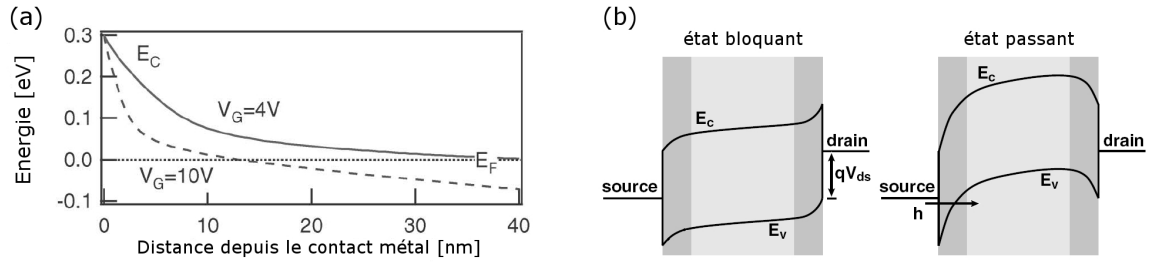 (a)
Energie [eV]
0.3
0.2
0.1
0.0
-0.1
E_C
V_G=4V
V_G=10V
E_F
0 10 20 30 40
Distance depuis le contact métal [nm]
(b)
état bloquant
E_c
drain
qV_ds
source
E_v
état passant
E_c
drain
source
h
E_v